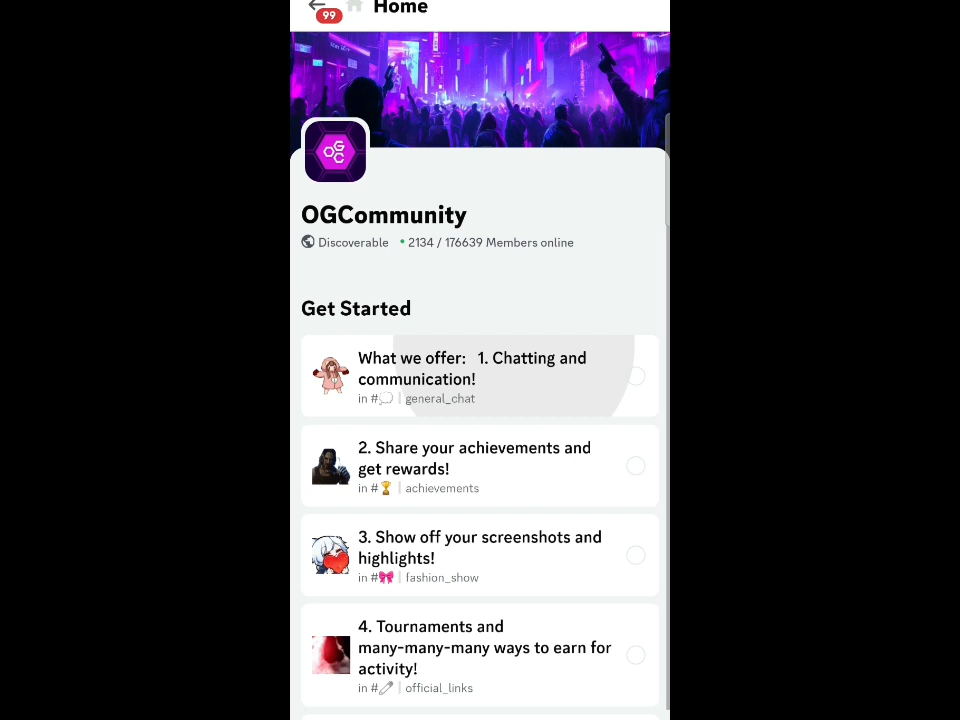 99
Home
OGC
OGCommunity
Discoverable • 2134 / 176639 Members online
Get Started
What we offer: 1. Chatting and
communication!
in #💭 | general_chat
2. Share your achievements and
get rewards!
in #🏆 | achievements
3. Show off your screenshots and
highlights!
in #🎀 | fashion_show
4. Tournaments and
many-many-many ways to earn for
activity!
in #🖊 | official_links